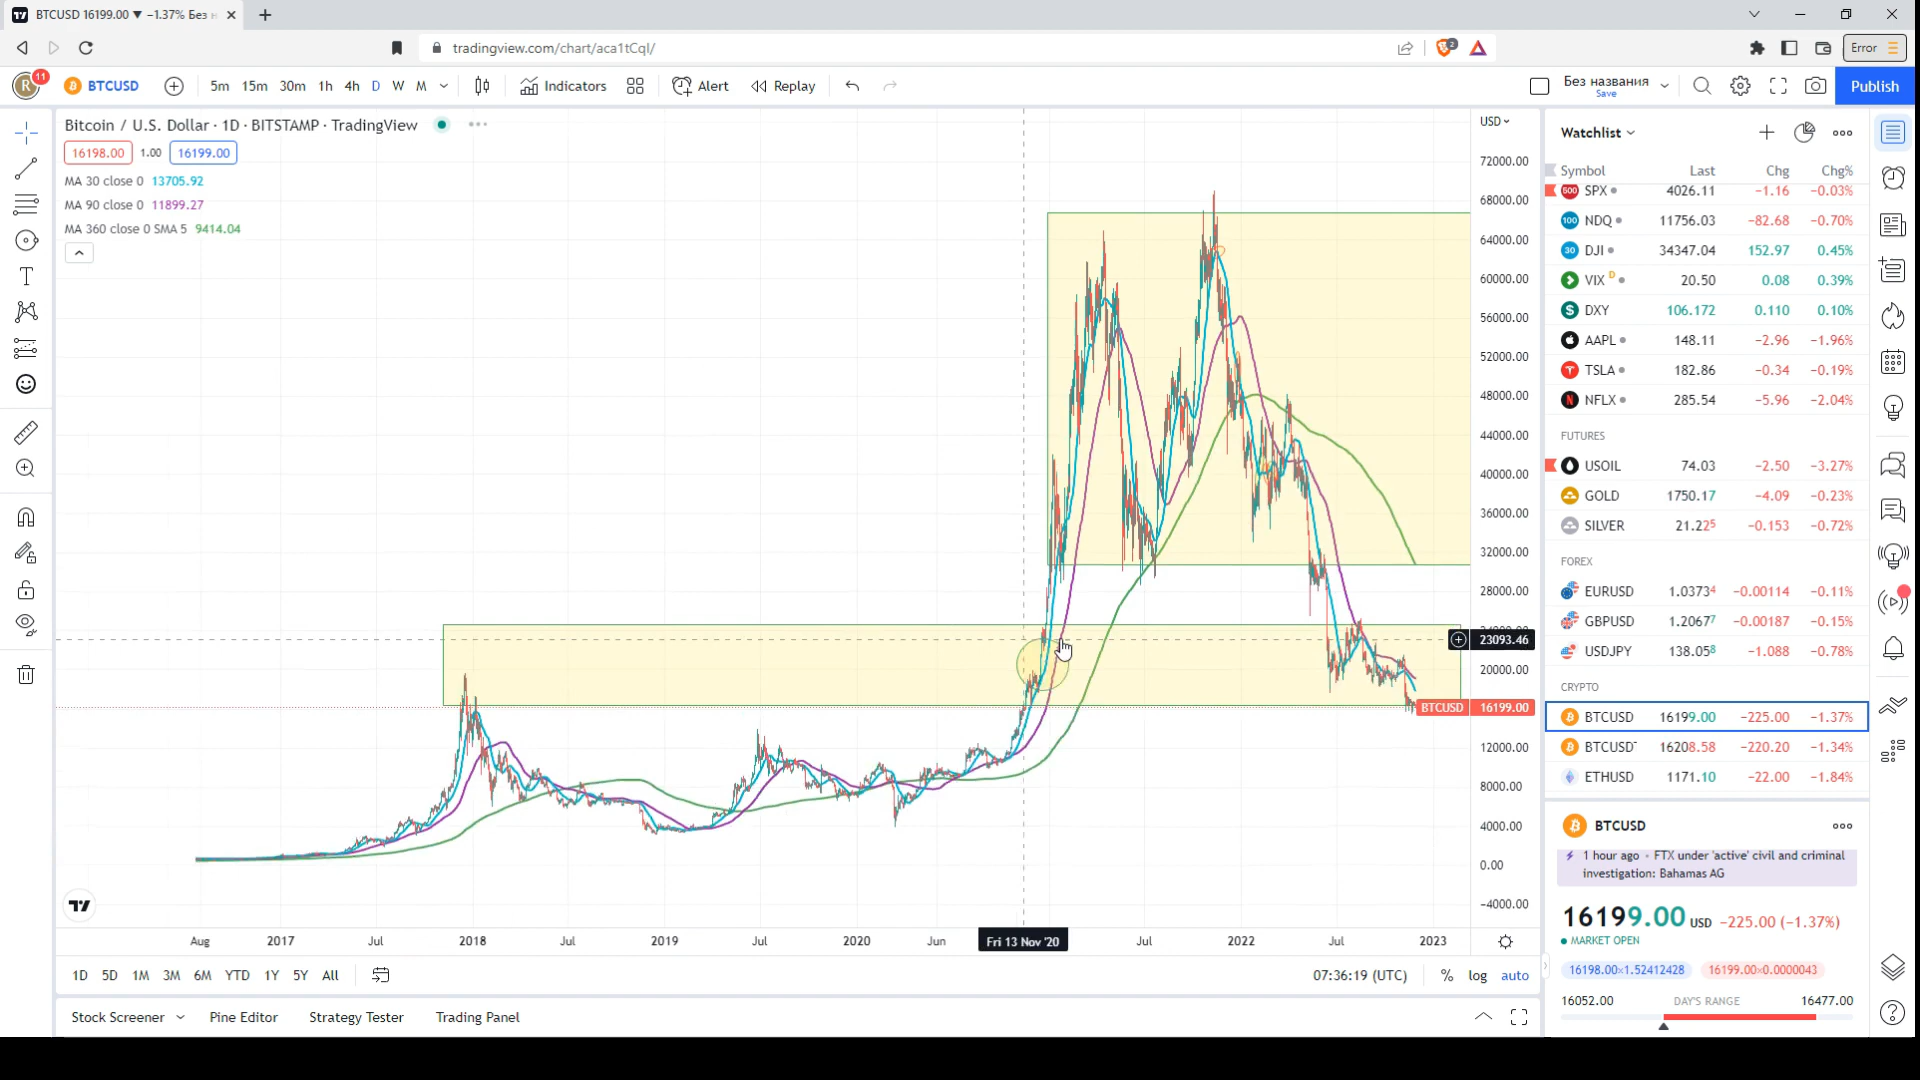 BTCUSD 16199.00 ▼ −1.37% Без
tradingview.com/chart/aca1tCqI/
2
Error
R 11
BTCUSD
5m 15m 30m 1h 4h D W M
Indicators
Alert
Replay
Без названия
Save
Publish
Bitcoin / U.S. Dollar · 1D · BITSTAMP · TradingView
16198.00 1.00 16199.00
MA 30 close 0 13705.92
MA 90 close 0 11899.27
MA 360 close 0 SMA 5 9414.04
USD
72000.00
68000.00
64000.00
60000.00
56000.00
52000.00
48000.00
44000.00
40000.00
36000.00
32000.00
28000.00
23093.46
20000.00
BTCUSD 16199.00
12000.00
8000.00
4000.00
0.00
−4000.00
Aug 2017 Jul 2018 Jul 2019 Jul 2020 Jun Fri 13 Nov '20 Jul 2022 Jul 2023
1D 5D 1M 3M 6M YTD 1Y 5Y All
07:36:19 (UTC) % log auto
Stock Screener Pine Editor Strategy Tester Trading Panel
Watchlist
Symbol Last Chg Chg%
500 SPX 4026.11 −1.16 −0.03%
100 NDQ 11756.03 −82.68 −0.70%
30 DJI 34347.04 152.97 0.45%
VIX D 20.50 0.08 0.39%
DXY 106.172 0.110 0.10%
AAPL 148.11 −2.96 −1.96%
TSLA 182.86 −0.34 −0.19%
NFLX 285.54 −5.96 −2.04%
FUTURES
USOIL 74.03 −2.50 −3.27%
GOLD 1750.17 −4.09 −0.23%
SILVER 21.225 −0.153 −0.72%
FOREX
EURUSD 1.03734 −0.00114 −0.11%
GBPUSD 1.20677 −0.00187 −0.15%
USDJPY 138.058 −1.088 −0.78%
CRYPTO
BTCUSD 16199.00 −225.00 −1.37%
BTCUSD 16208.58 −220.20 −1.34%
ETHUSD 1171.10 −22.00 −1.84%
BTCUSD
1 hour ago · FTX under 'active' civil and criminal
investigation: Bahamas AG
16199.00 USD −225.00 (−1.37%)
MARKET OPEN
16198.00×1.52412428 16199.00×0.0000043
16052.00 DAY'S RANGE 16477.00